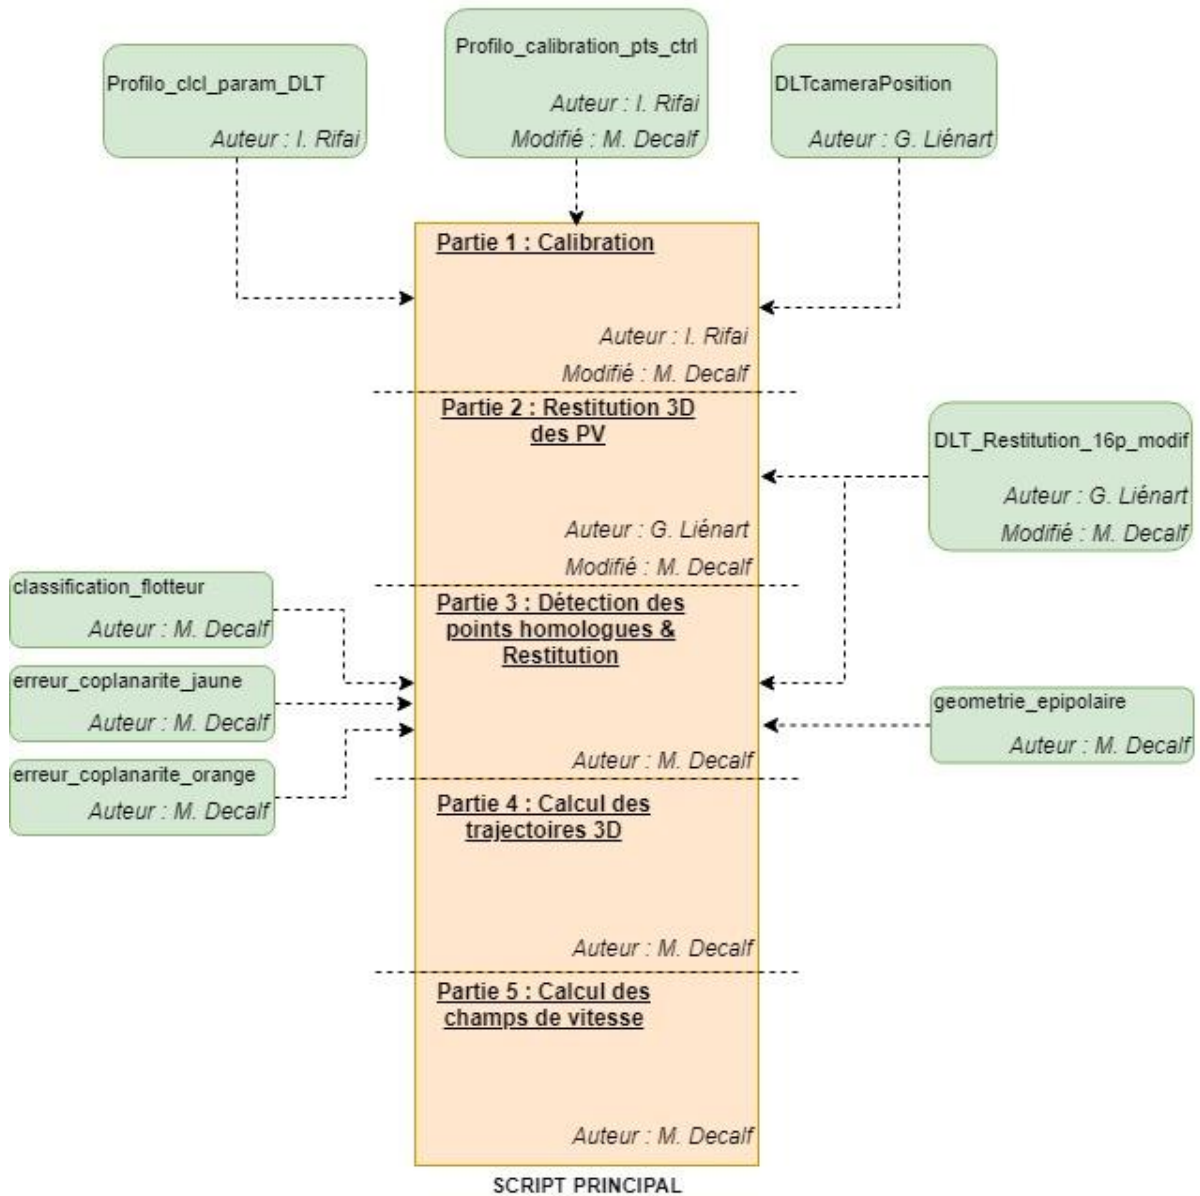 Profilo_clcl_param_DLT
Auteur : I. Rifai
Profilo_calibration_pts_ctrl
Auteur : I. Rifai
Modifié : M. Decalf
DLTcameraPosition
Auteur : G. Liénart
Partie 1 : Calibration
Auteur : I. Rifai
Modifié : M. Decalf
Partie 2 : Restitution 3D
des PV
Auteur : G. Liénart
Modifié : M. Decalf
DLT_Restitution_16p_modif
Auteur : G. Liénart
Modifié : M. Decalf
Partie 3 : Détection des
points homologues &
Restitution
Auteur : M. Decalf
classification_flotteur
Auteur : M. Decalf
erreur_coplanarite_jaune
Auteur : M. Decalf
erreur_coplanarite_orange
Auteur : M. Decalf
geometrie_epipolaire
Auteur : M. Decalf
Partie 4 : Calcul des
trajectoires 3D
Auteur : M. Decalf
Partie 5 : Calcul des
champs de vitesse
Auteur : M. Decalf
SCRIPT PRINCIPAL